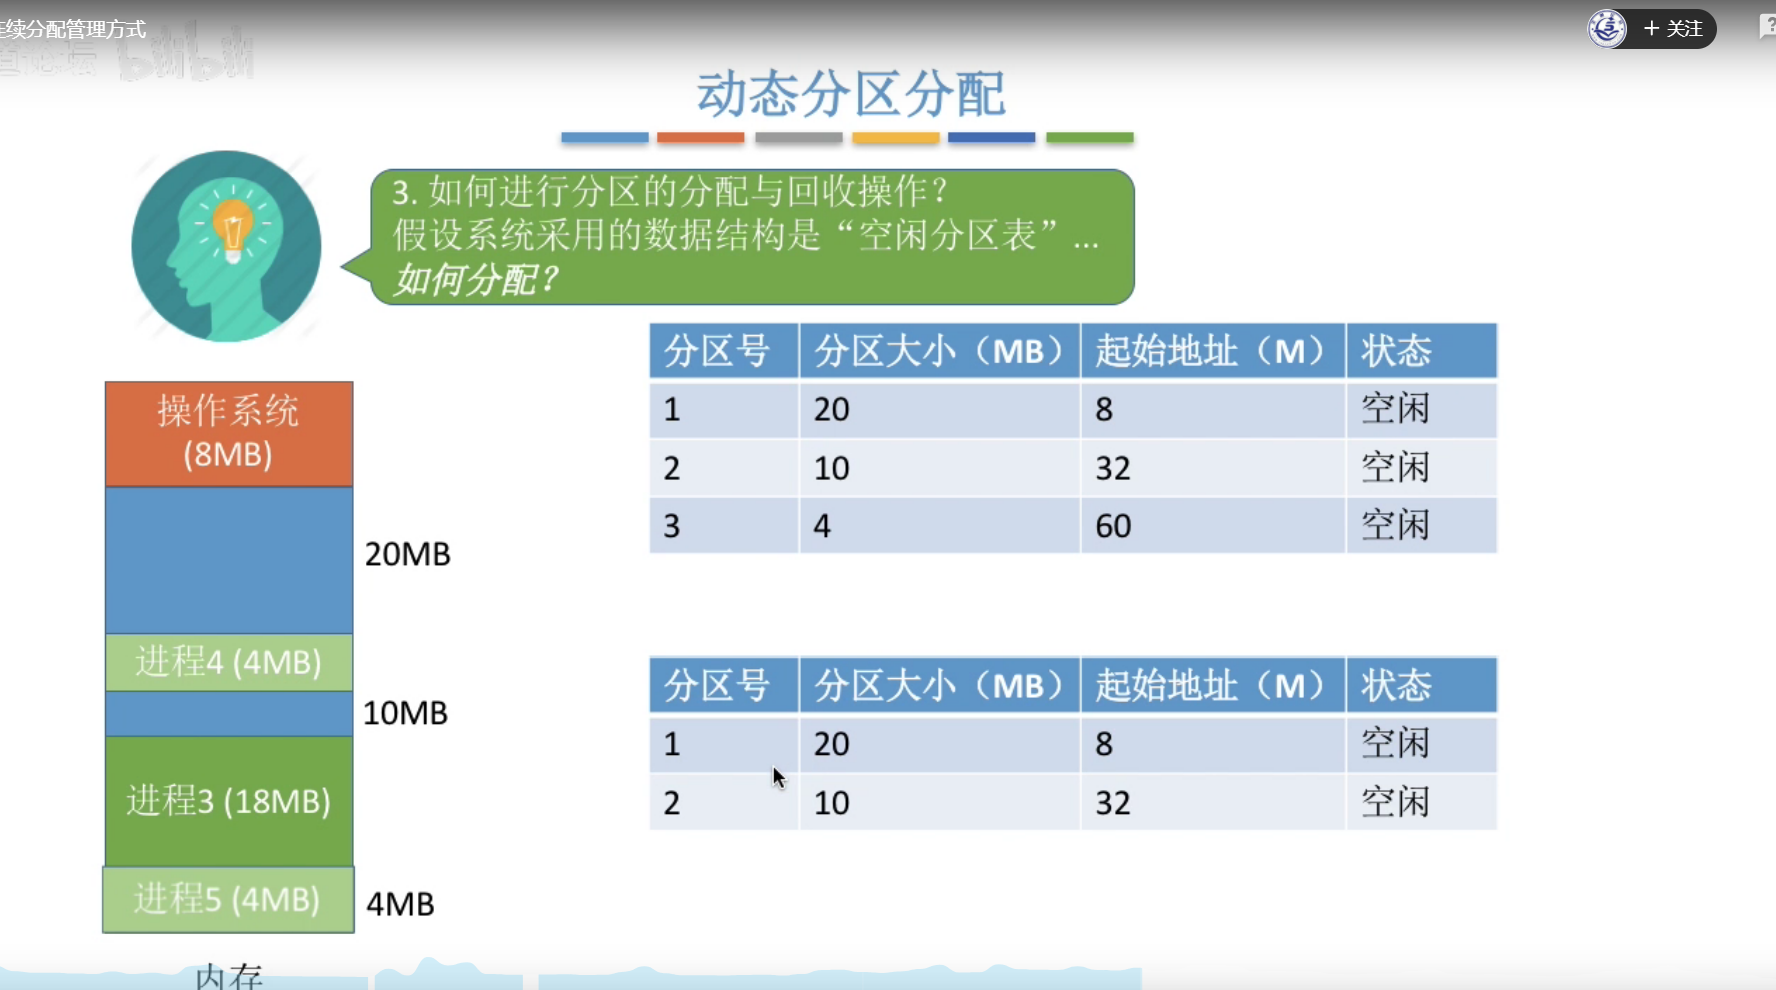 连续分配管理方式
bilibili
+ 关注
动态分区分配
3. 如何进行分区的分配与回收操作？
假设系统采用的数据结构是“空闲分区表”...
如何分配？
操作系统
(8MB)
20MB
进程4 (4MB)
10MB
进程3 (18MB)
进程5 (4MB)
4MB
内存
分区号 分区大小（MB） 起始地址（M） 状态
1 20 8 空闲
2 10 32 空闲
3 4 60 空闲
分区号 分区大小（MB） 起始地址（M） 状态
1 20 8 空闲
2 10 32 空闲